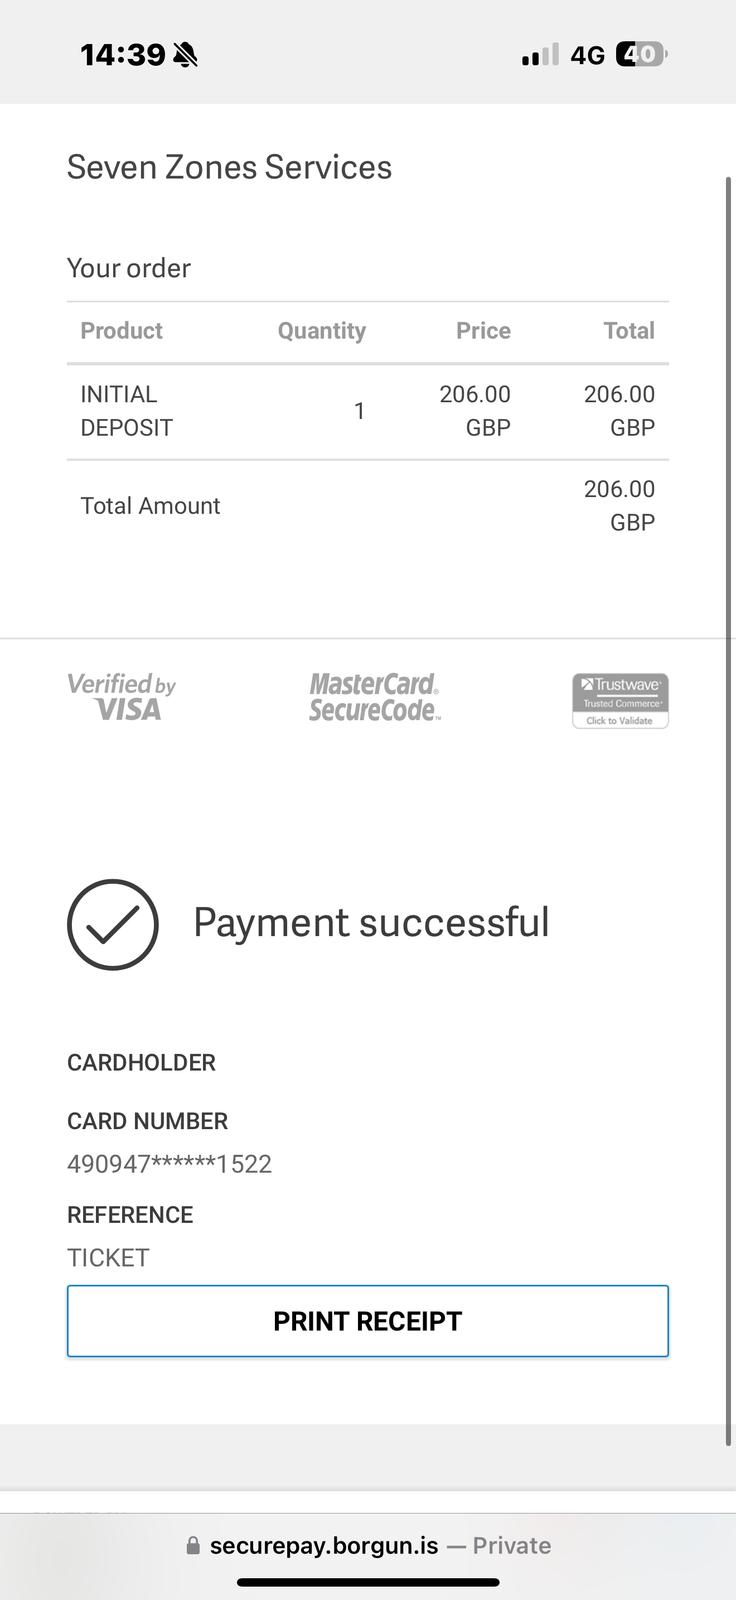 14:39 4G 40
Seven Zones Services
Your order
Product Quantity Price Total
INITIAL DEPOSIT 1 206.00 GBP 206.00 GBP
Total Amount 206.00 GBP
Verified by VISA
MasterCard® SecureCode™
Trustwave® Trusted Commerce®
Click to Validate
Payment successful
CARDHOLDER
CARD NUMBER
490947******1522
REFERENCE
TICKET
PRINT RECEIPT
securepay.borgun.is — Private